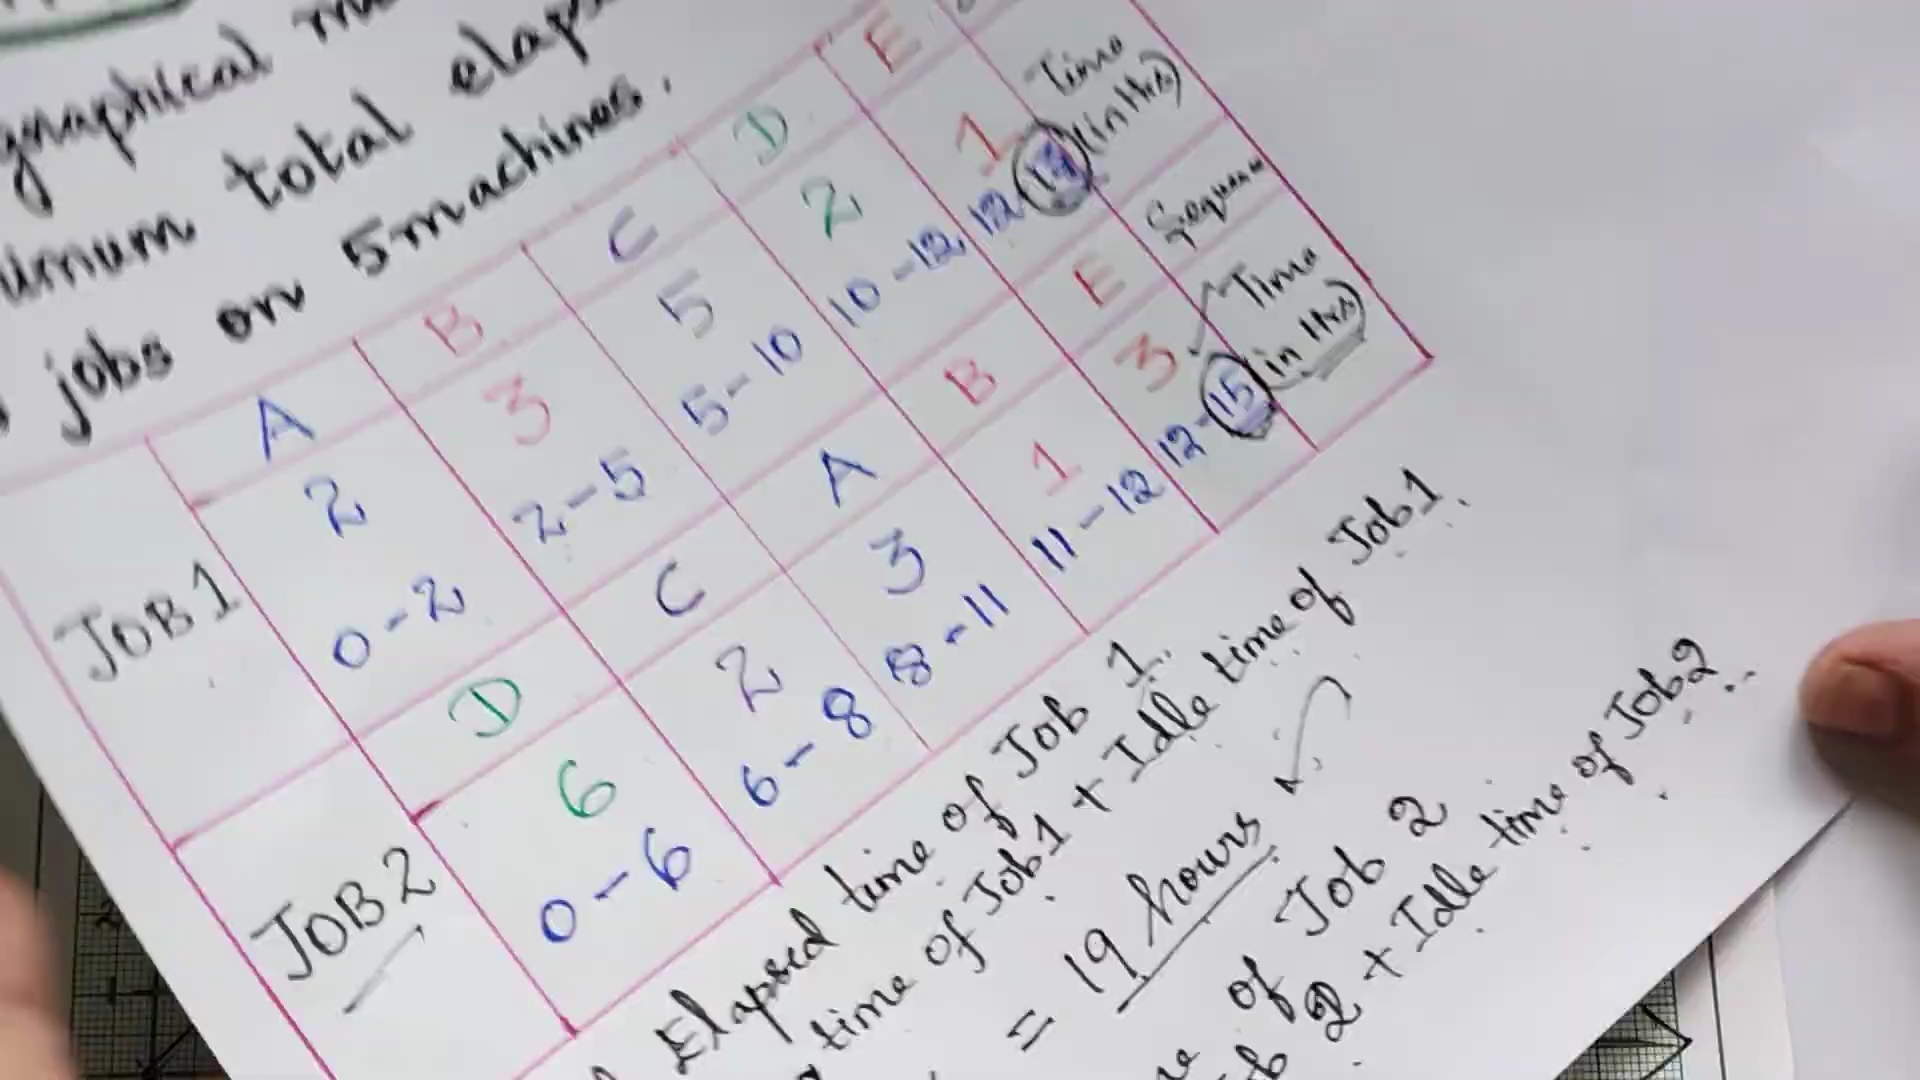 graphical
total elap
on 5 machines.
jobs
JOB 1
A B C D E
2 3 5 2 1
0-2 2-5 5-10 10-12 12
Time
(in Hrs)
JOB 2
D C A B E
Sequence
6 2 3 1 3
0-6 6-8 8-11 11-12 12-15
Time
(in Hrs)
Elapsed time of Job 1.
time of Job 1 + Idle time of Job 1.
= 19 hours
of Job 2
2 + Idle time of Job 2